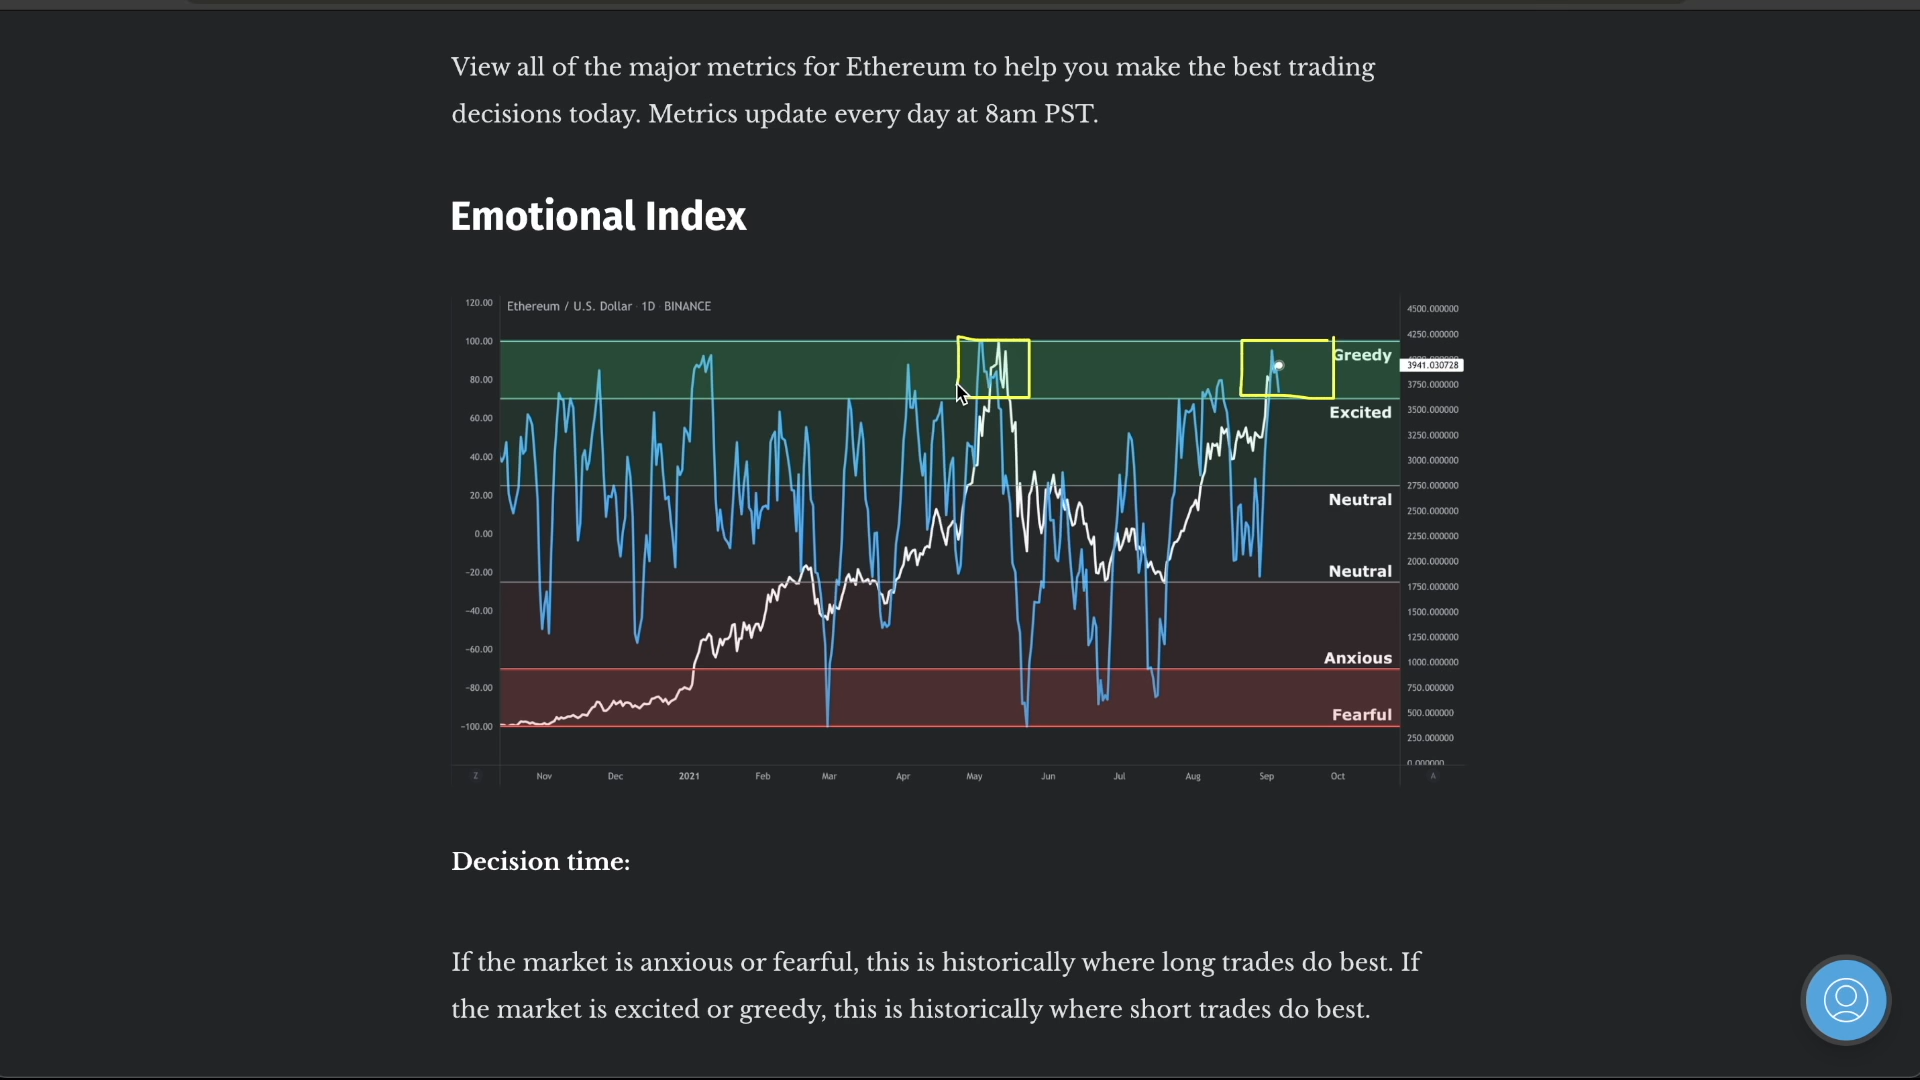 View all of the major metrics for Ethereum to help you make the best trading
decisions today. Metrics update every day at 8am PST.
Emotional Index
Ethereum / U.S. Dollar 1D BINANCE
120.00
100.00
80.00
60.00
40.00
20.00
0.00
-20.00
-40.00
-60.00
-80.00
-100.00
Greedy
Excited
Neutral
Neutral
Anxious
Fearful
4500.000000
4250.000000
3941.030728
3750.000000
3500.000000
3250.000000
3000.000000
2750.000000
2500.000000
2250.000000
2000.000000
1750.000000
1500.000000
1250.000000
1000.000000
750.000000
500.000000
250.000000
0.000000
Z Nov Dec 2021 Feb Mar Apr May Jun Jul Aug Sep Oct A
Decision time:
If the market is anxious or fearful, this is historically where long trades do best. If
the market is excited or greedy, this is historically where short trades do best.